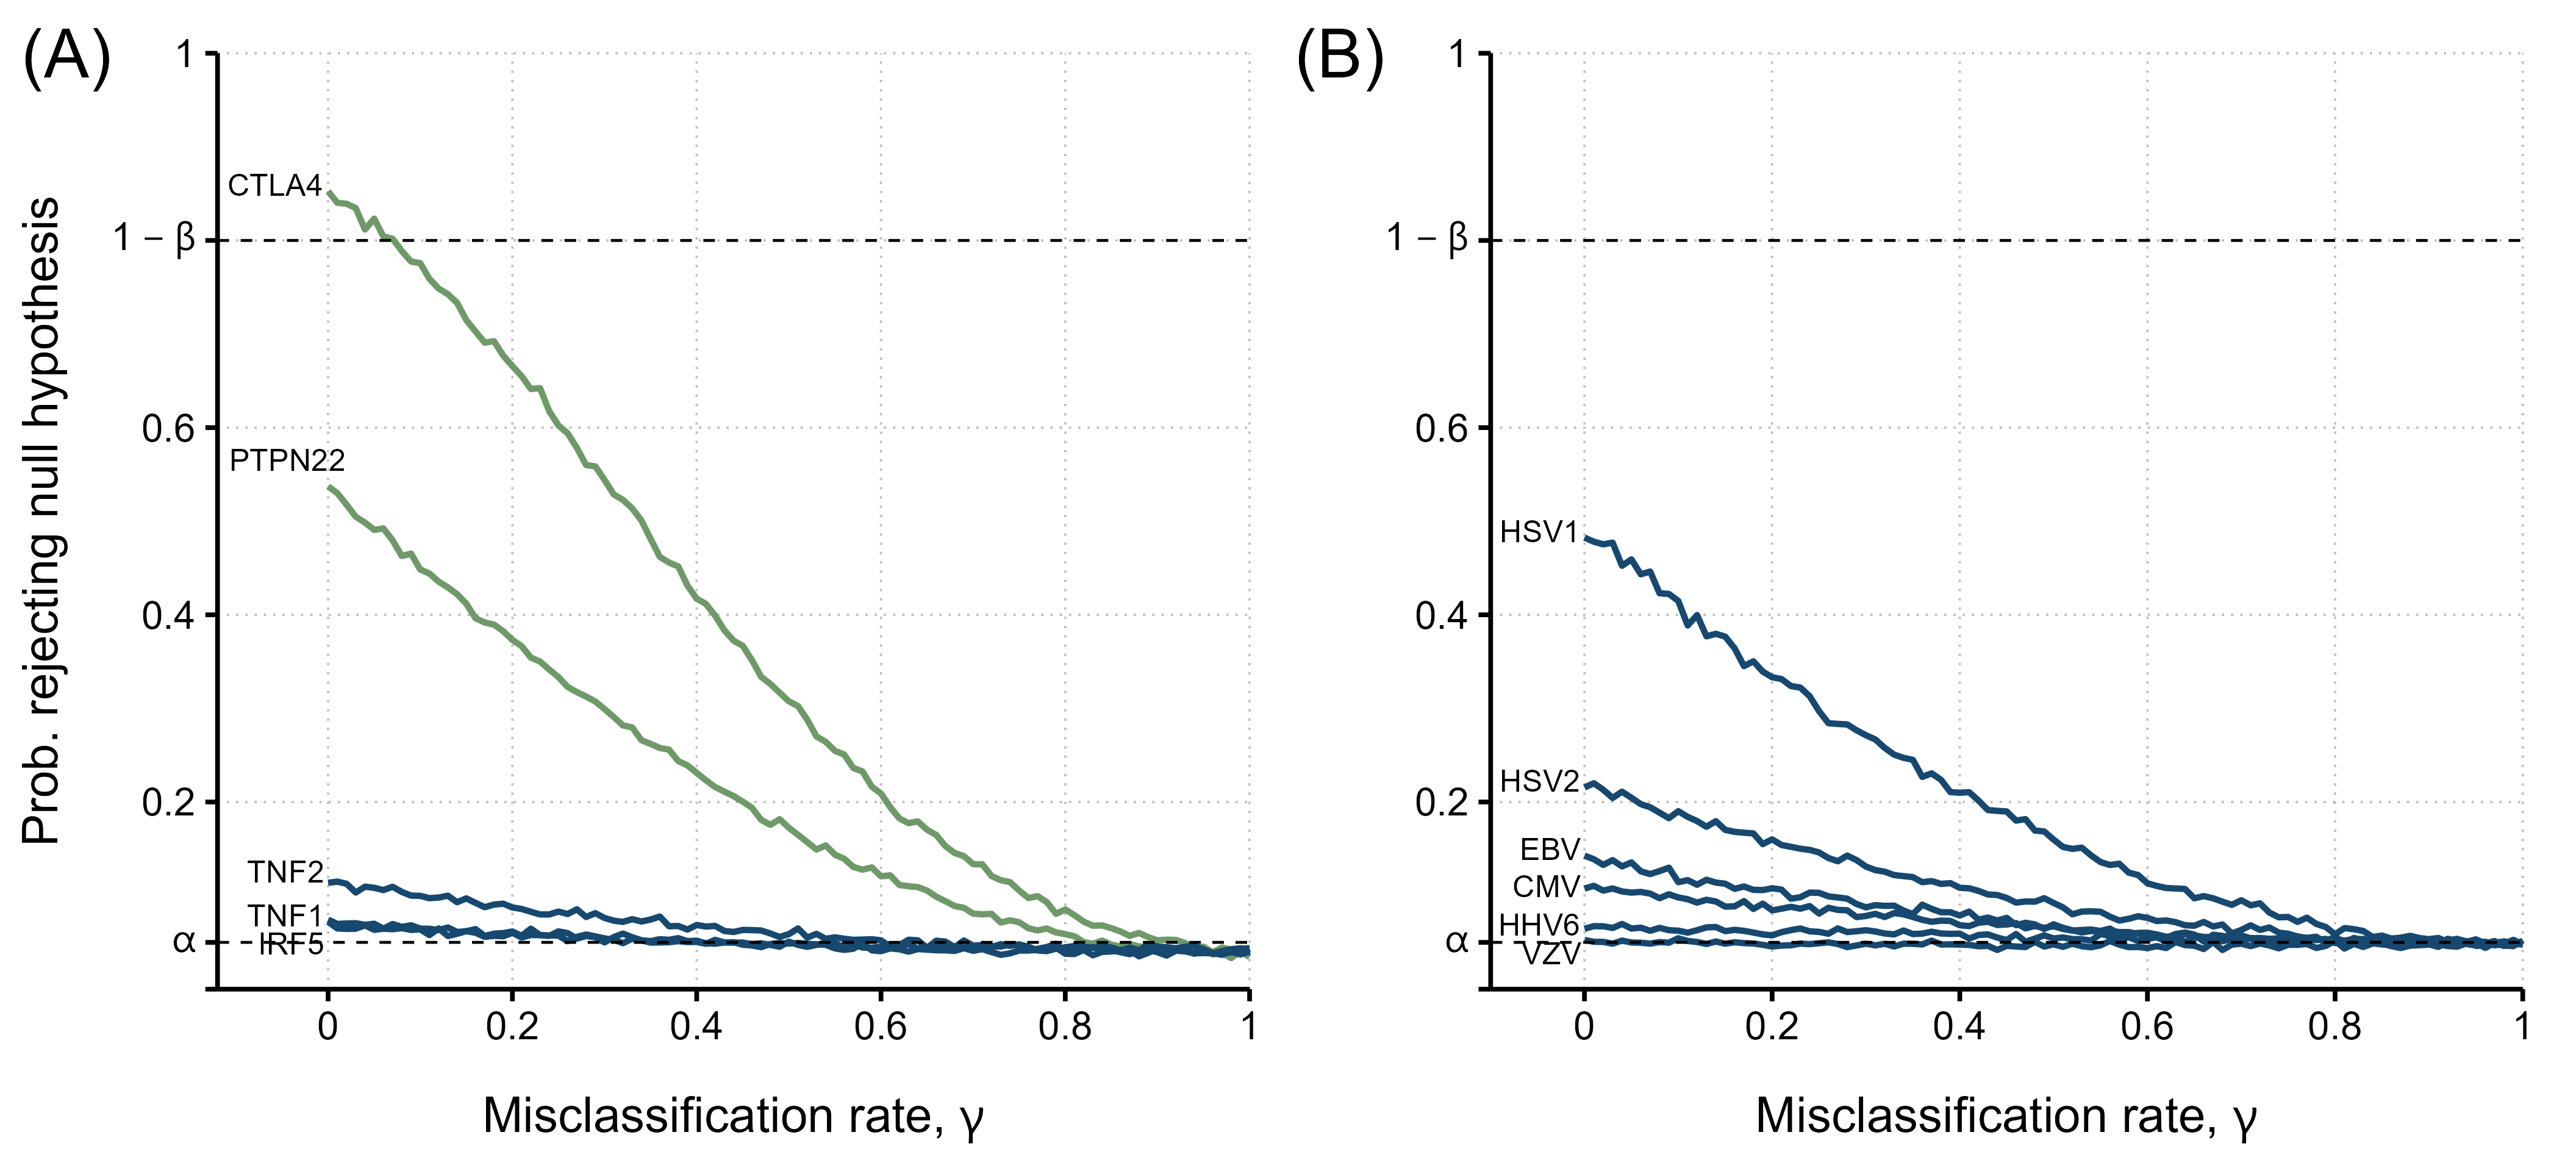 (A)
Prob. rejecting null hypothesis
1
1 – β
0.6
0.4
0.2
α
CTLA4
PTPN22
TNF2
TNF1
IRF5
0 0.2 0.4 0.6 0.8 1
Misclassification rate, γ
(B)
1
1 – β
0.6
0.4
0.2
α
HSV1
HSV2
EBV
CMV
HHV6
VZV
0 0.2 0.4 0.6 0.8 1
Misclassification rate, γ